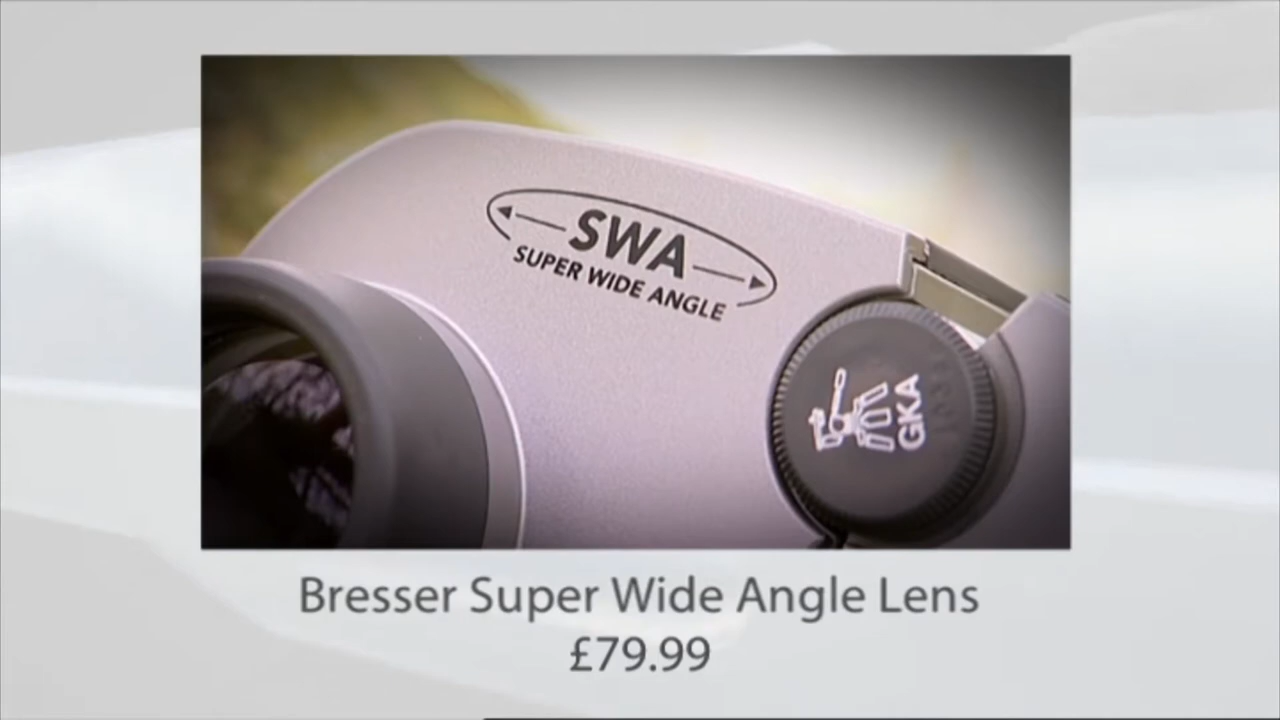 SWA
SUPER WIDE ANGLE
GKA
Bresser Super Wide Angle Lens
£79.99